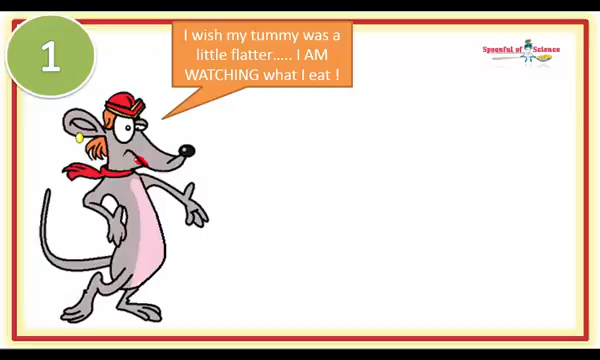 1
I wish my tummy was a
little flatter..... I AM
WATCHING what I eat !
Spoonful of Science